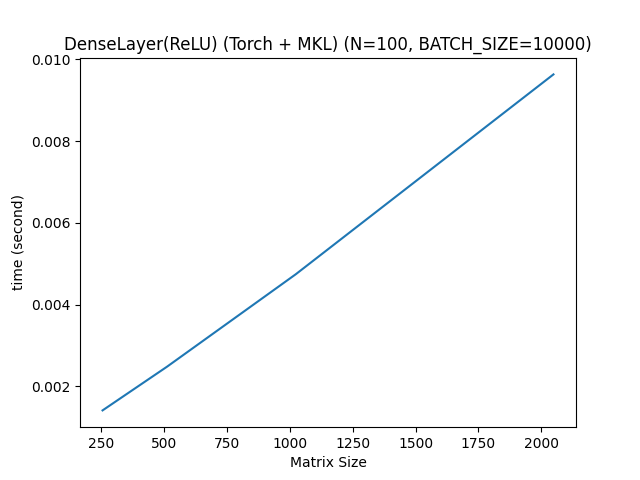 DenseLayer(ReLU) (Torch + MKL) (N=100, BATCH_SIZE=10000)
0.010
0.008
0.006
0.004
0.002
time (second)
250 500 750 1000 1250 1500 1750 2000
Matrix Size